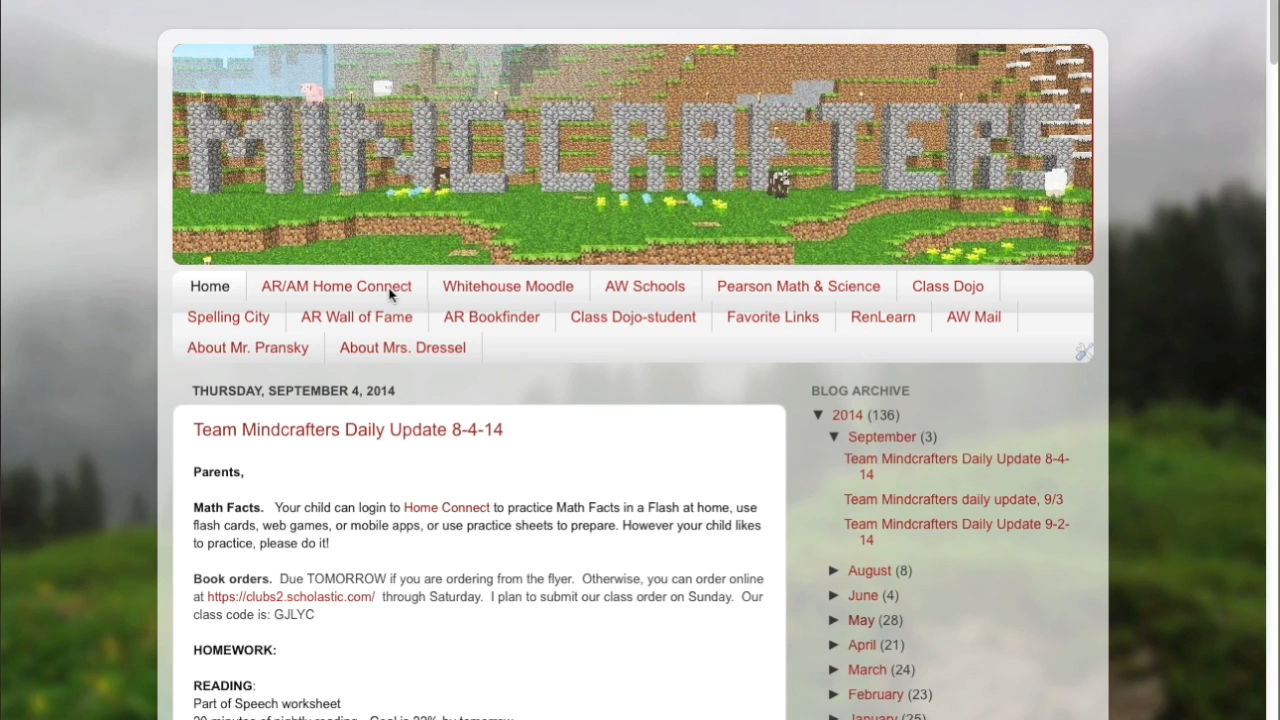 MINDCRAFTERS
Home AR/AM Home Connect Whitehouse Moodle AW Schools Pearson Math & Science Class Dojo
Spelling City AR Wall of Fame AR Bookfinder Class Dojo-student Favorite Links RenLearn AW Mail
About Mr. Pransky About Mrs. Dressel
THURSDAY, SEPTEMBER 4, 2014
Team Mindcrafters Daily Update 8-4-14
Parents,
Math Facts. Your child can login to Home Connect to practice Math Facts in a Flash at home, use
flash cards, web games, or mobile apps, or use practice sheets to prepare. However your child likes
to practice, please do it!
Book orders. Due TOMORROW if you are ordering from the flyer. Otherwise, you can order online
at https://clubs2.scholastic.com/ through Saturday. I plan to submit our class order on Sunday. Our
class code is: GJLYC
HOMEWORK:
READING:
Part of Speech worksheet
20 minutes of nightly reading
BLOG ARCHIVE
▼ 2014 (136)
▼ September (3)
Team Mindcrafters Daily Update 8-4-
14
Team Mindcrafters daily update, 9/3
Team Mindcrafters Daily Update 9-2-
14
► August (8)
► June (4)
► May (28)
► April (21)
► March (24)
► February (23)
► January (25)